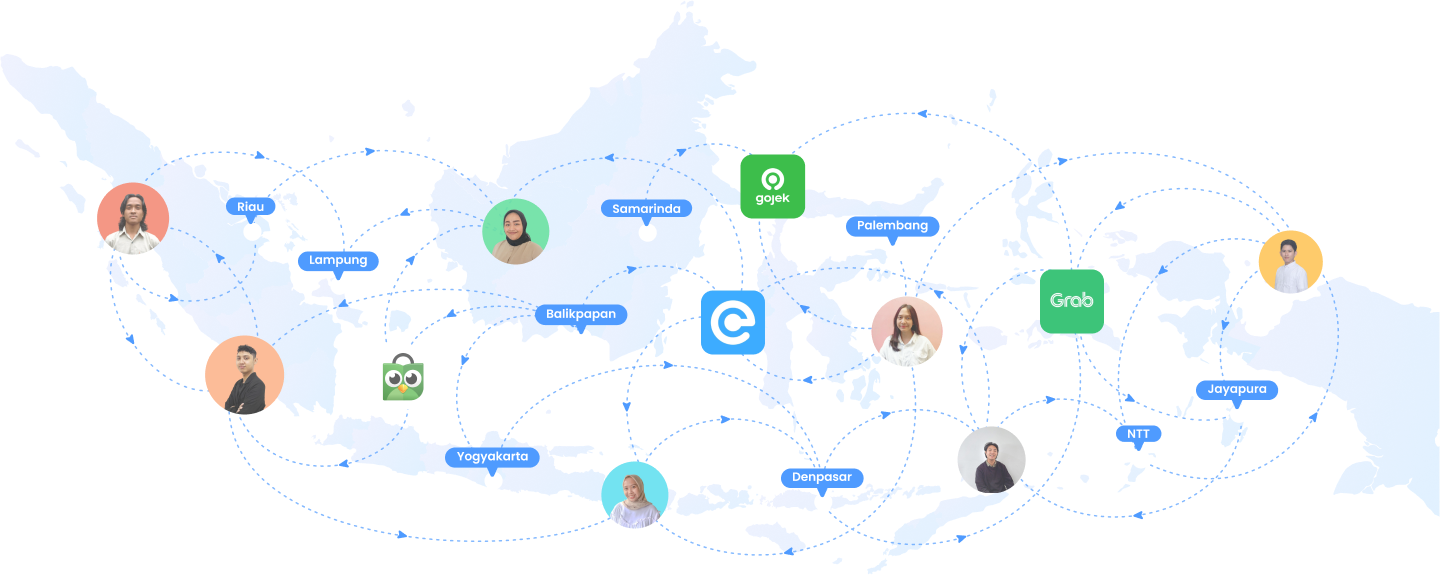 Riau
Samarinda
gojek
Palembang
Lampung
Grab
Balikpapan
Jayapura
NTT
Yogyakarta
Denpasar